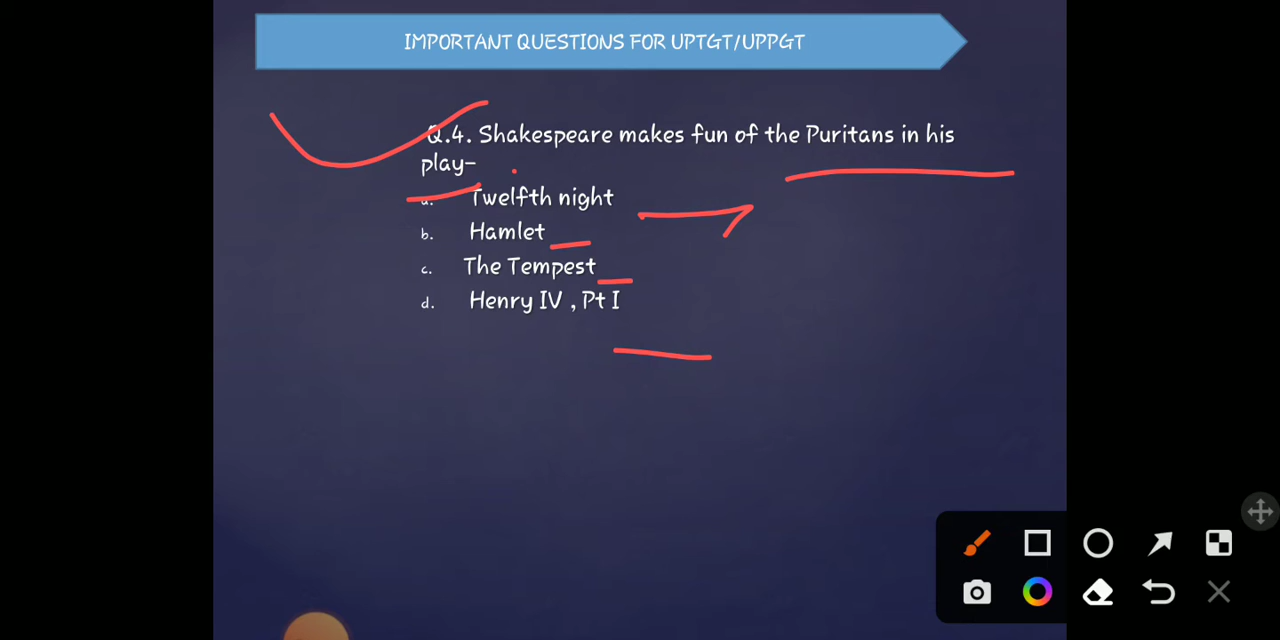 IMPORTANT QUESTIONS FOR UPTGT/UPPGT
Q.4. Shakespeare makes fun of the Puritans in his
play-
a. Twelfth night
b. Hamlet
c. The Tempest
d. Henry IV , Pt I